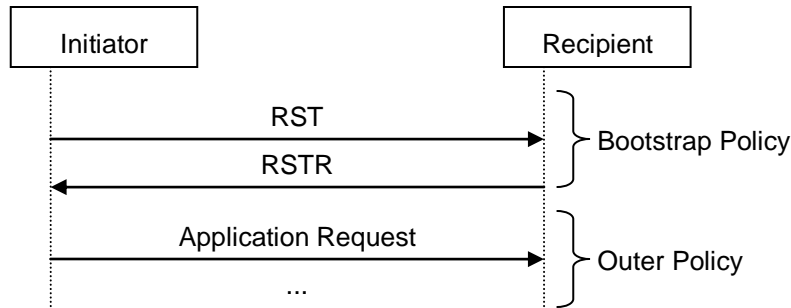 Initiator
Recipient
RST
Bootstrap Policy
RSTR
Application Request
Outer Policy
...